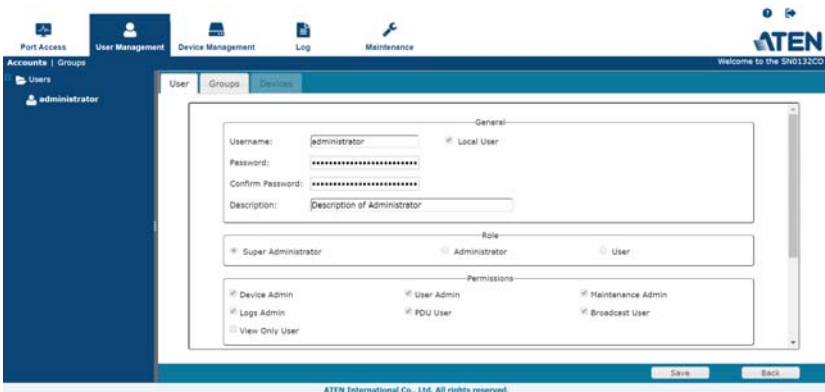 Port Access
User Management
Device Management
Log
Maintenance
ATEN
Accounts | Groups
Welcome to the SN0132CO
Users
administrator
User
Groups
Devices
General
Username: administrator
Local User
Password: ••••••••••••••••••••••••••
Confirm Password: ••••••••••••••••••••••••••
Description: Description of Administrator
Role
Super Administrator
Administrator
User
Permissions
Device Admin
User Admin
Maintenance Admin
Logs Admin
PDU User
Broadcast User
View Only User
Save
Back
ATEN International Co., Ltd. All rights reserved.